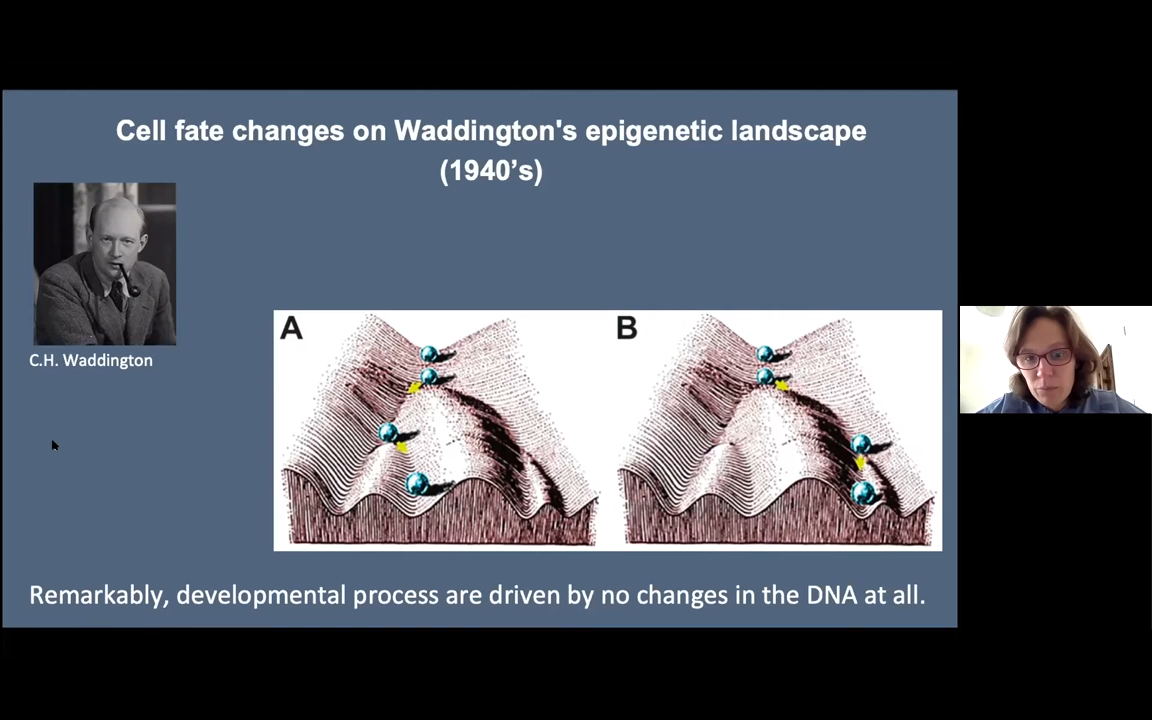 Cell fate changes on Waddington's epigenetic landscape
(1940’s)
C.H. Waddington
A
B
Remarkably, developmental process are driven by no changes in the DNA at all.